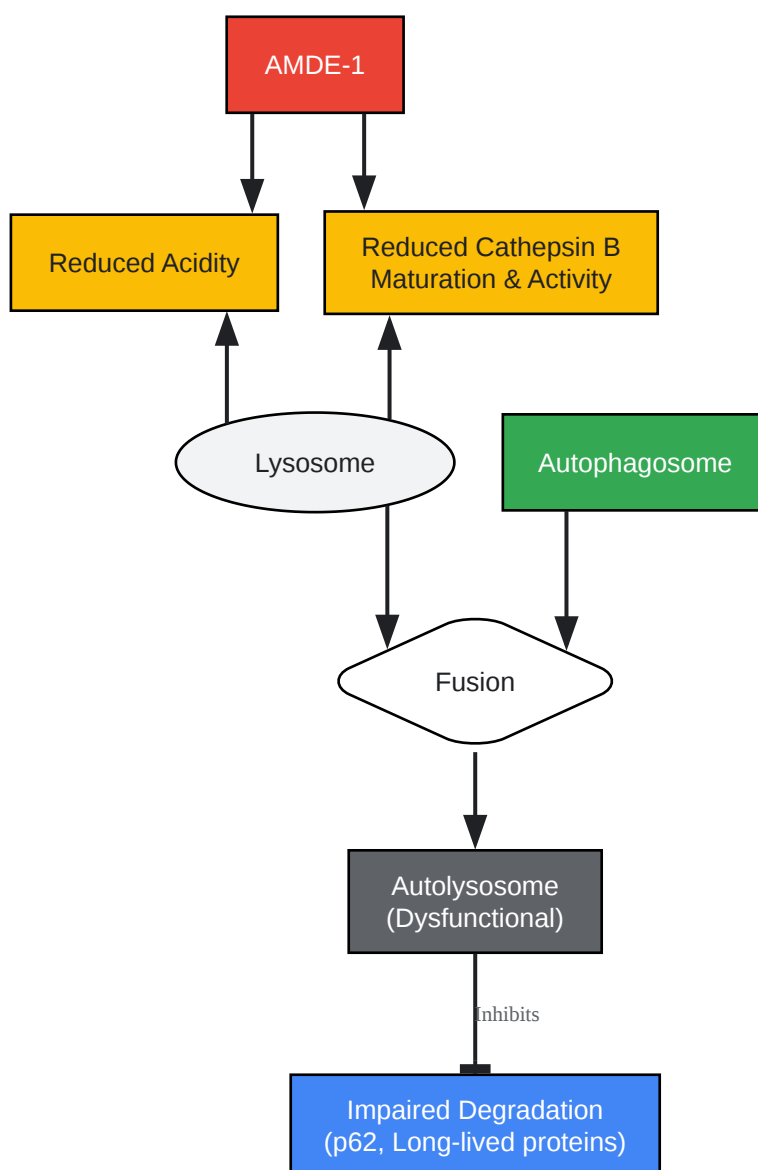 AMDE-1
Reduced Acidity
Reduced Cathepsin B
Maturation & Activity
Lysosome
Autophagosome
Fusion
Autolysosome
(Dysfunctional)
Inhibits
Impaired Degradation
(p62, Long-lived proteins)